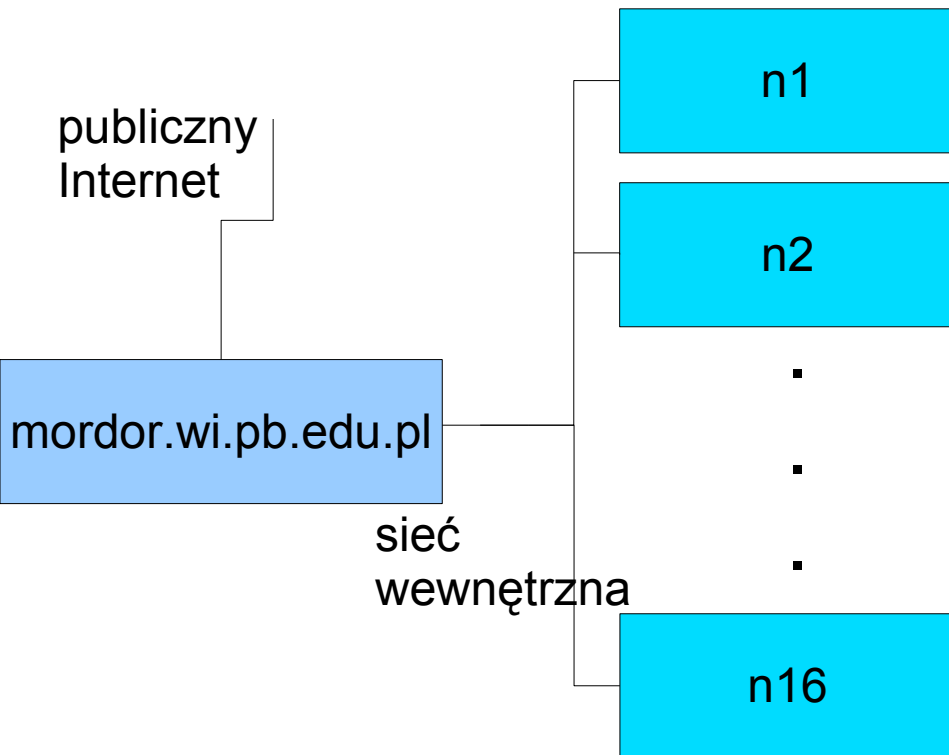 publiczny
Internet
mordor.wi.pb.edu.pl
sieć
wewnętrzna
n1
n2
n16